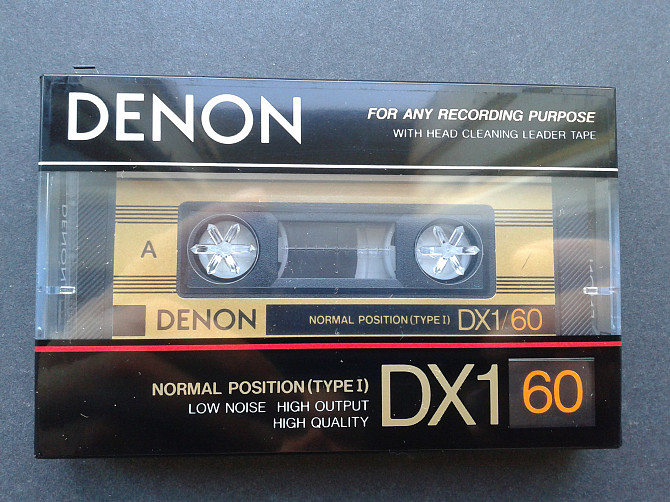 DENON
FOR ANY RECORDING PURPOSE
WITH HEAD CLEANING LEADER TAPE
DENON
A
DENON NORMAL POSITION (TYPE I) DX1/60
NORMAL POSITION (TYPE I)
LOW NOISE HIGH OUTPUT
HIGH QUALITY
DX1 60